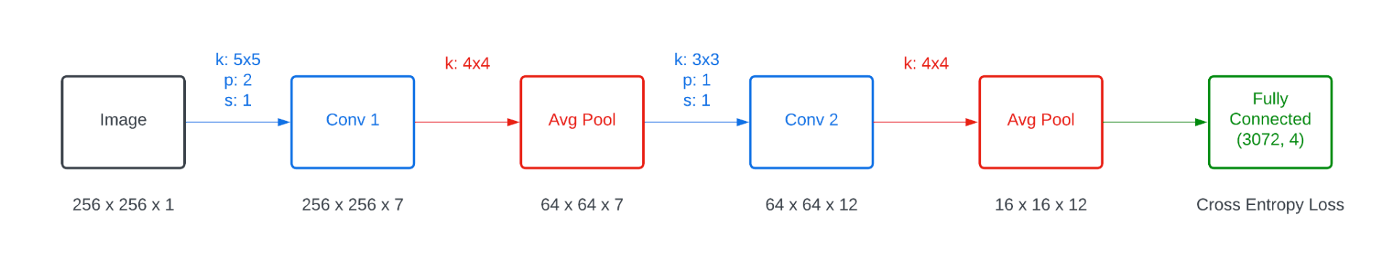 k: 5x5
p: 2
s: 1
k: 4x4
k: 3x3
p: 1
s: 1
k: 4x4
Image
Conv 1
Avg Pool
Conv 2
Avg Pool
Fully
Connected
(3072, 4)
256 x 256 x 1
256 x 256 x 7
64 x 64 x 7
64 x 64 x 12
16 x 16 x 12
Cross Entropy Loss